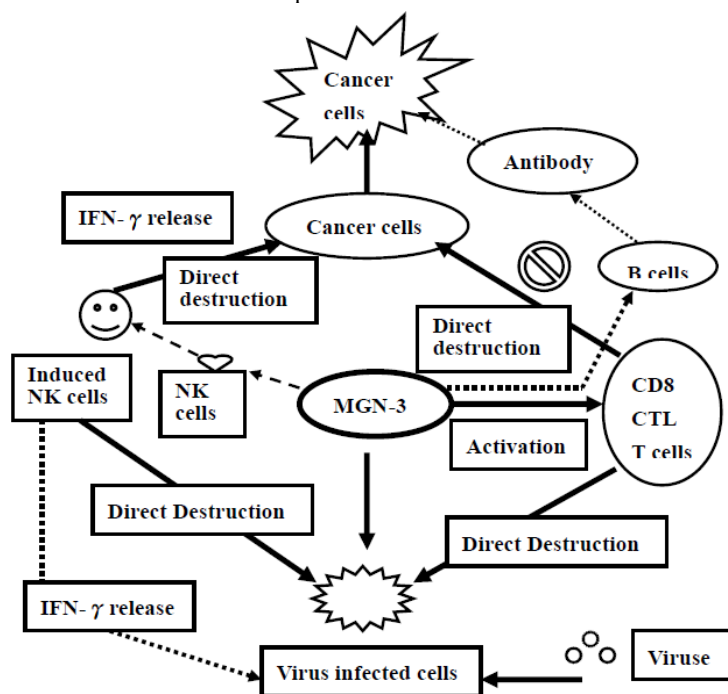 Cancer
cells
Antibody
IFN- γ release
Cancer cells
Direct
destruction
B cells
Direct
destruction
Induced
NK cells
NK
cells
MGN-3
CD8
CTL
T cells
Activation
Direct Destruction
Direct Destruction
IFN- γ release
Virus infected cells
Viruse